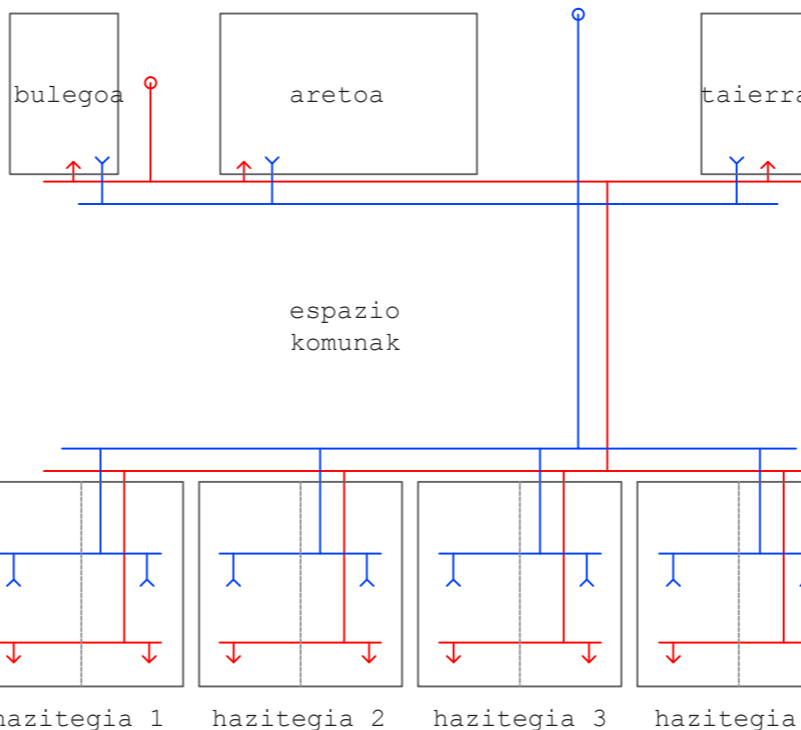 bulegoa
aretoa
taierra
espazio
komunak
hazitegia 1
hazitegia 2
hazitegia 3
hazitegia